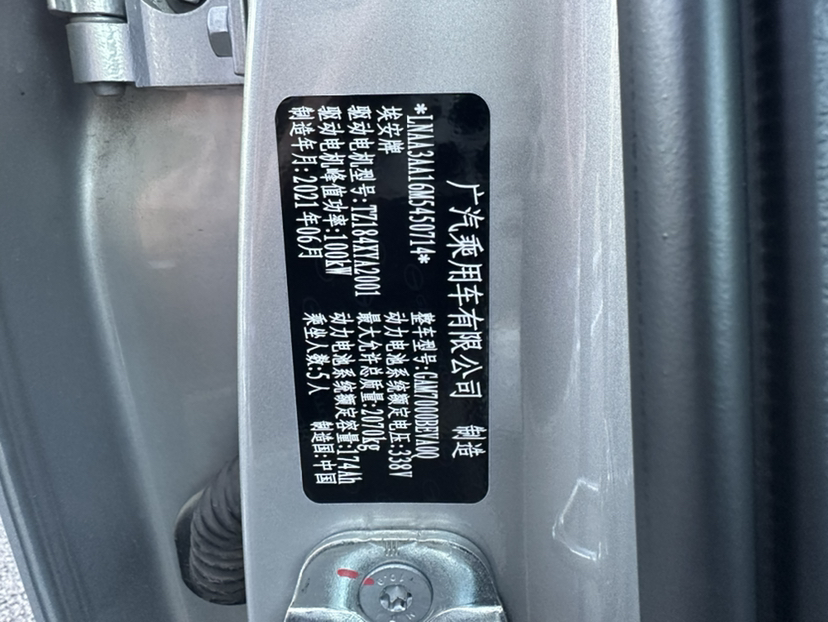 广汽乘用车有限公司 制造
*LNAA3AA16M5450714* 整车型号:GAM7000BEVA0Q
埃安牌 动力电池系统额定电压:338V
驱动电机型号:TZ184XYA2001 最大允许总质量:2070kg
驱动电机峰值功率:100kW 动力电池系统额定容量:174Ah
制造年月:2021年06月 乘坐人数:5人 制造国:中国